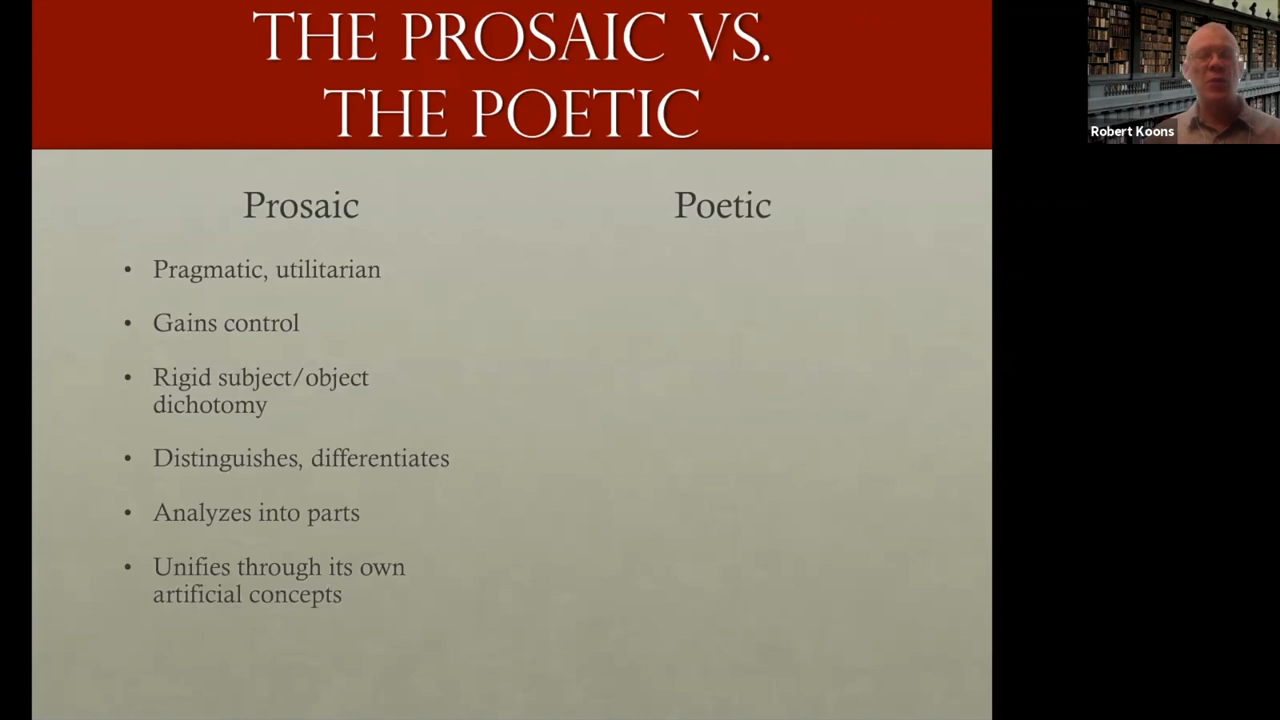 THE PROSAIC VS.
THE POETIC
Robert Koons
Prosaic
• Pragmatic, utilitarian
• Gains control
• Rigid subject/object
dichotomy
• Distinguishes, differentiates
• Analyzes into parts
• Unifies through its own
artificial concepts
Poetic